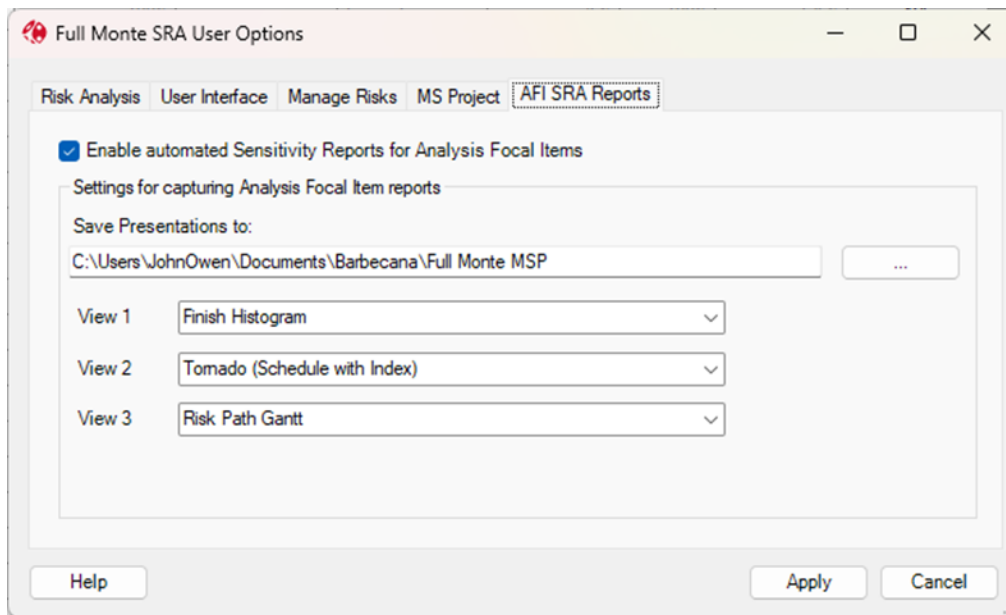 Full Monte SRA User Options
Risk Analysis User Interface Manage Risks MS Project AFI SRA Reports
Enable automated Sensitivity Reports for Analysis Focal Items
Settings for capturing Analysis Focal Item reports
Save Presentations to:
C:\Users\JohnOwen\Documents\Barbecana\Full Monte MSP ...
View 1 Finish Histogram
View 2 Tornado (Schedule with Index)
View 3 Risk Path Gantt
Help Apply Cancel